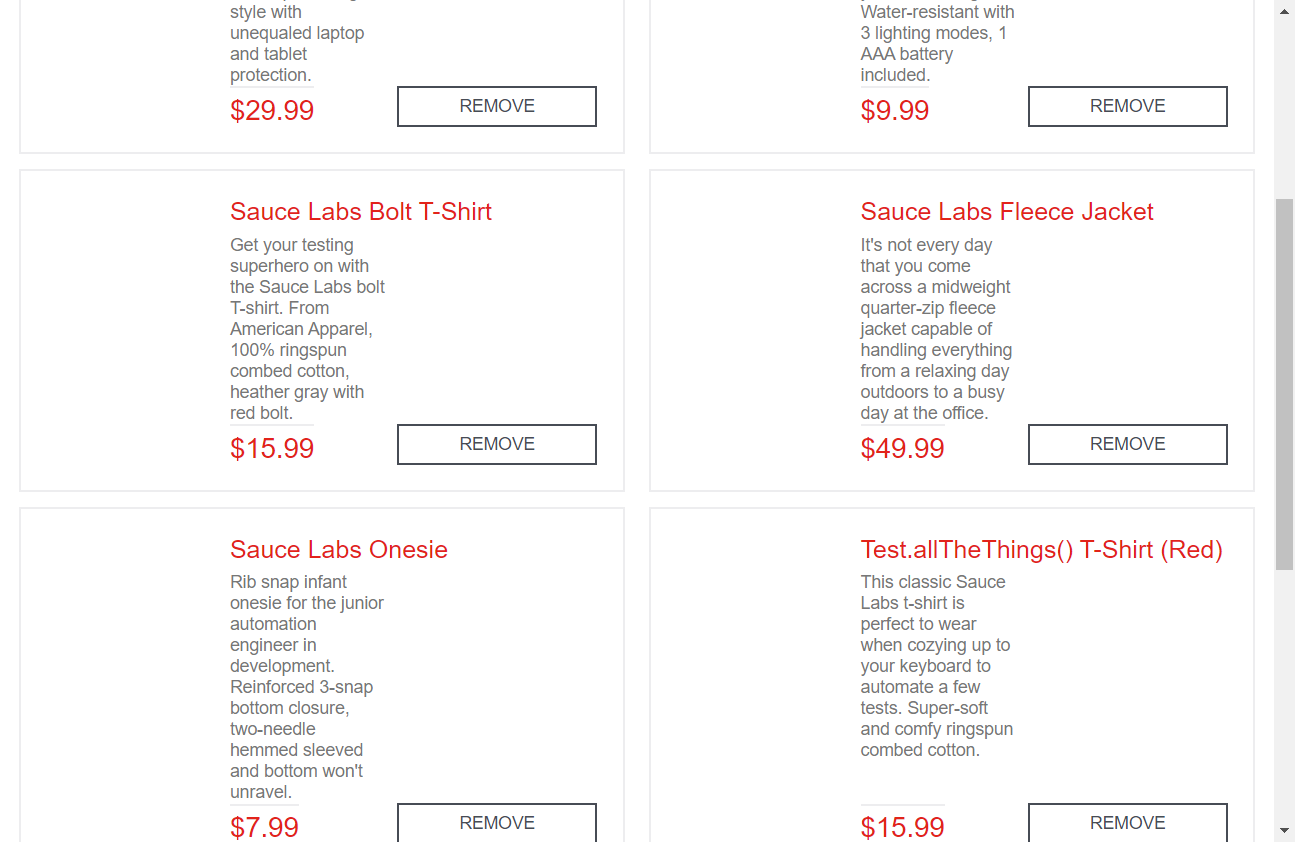 style with
unequaled laptop
and tablet
protection.
$29.99
REMOVE
Water-resistant with
3 lighting modes, 1
AAA battery
included.
$9.99
REMOVE
Sauce Labs Bolt T-Shirt
Get your testing
superhero on with
the Sauce Labs bolt
T-shirt. From
American Apparel,
100% ringspun
combed cotton,
heather gray with
red bolt.
$15.99
REMOVE
Sauce Labs Fleece Jacket
It's not every day
that you come
across a midweight
quarter-zip fleece
jacket capable of
handling everything
from a relaxing day
outdoors to a busy
day at the office.
$49.99
REMOVE
Sauce Labs Onesie
Rib snap infant
onesie for the junior
automation
engineer in
development.
Reinforced 3-snap
bottom closure,
two-needle
hemmed sleeved
and bottom won't
unravel.
$7.99
REMOVE
Test.allTheThings() T-Shirt (Red)
This classic Sauce
Labs t-shirt is
perfect to wear
when cozying up to
your keyboard to
automate a few
tests. Super-soft
and comfy ringspun
combed cotton.
$15.99
REMOVE